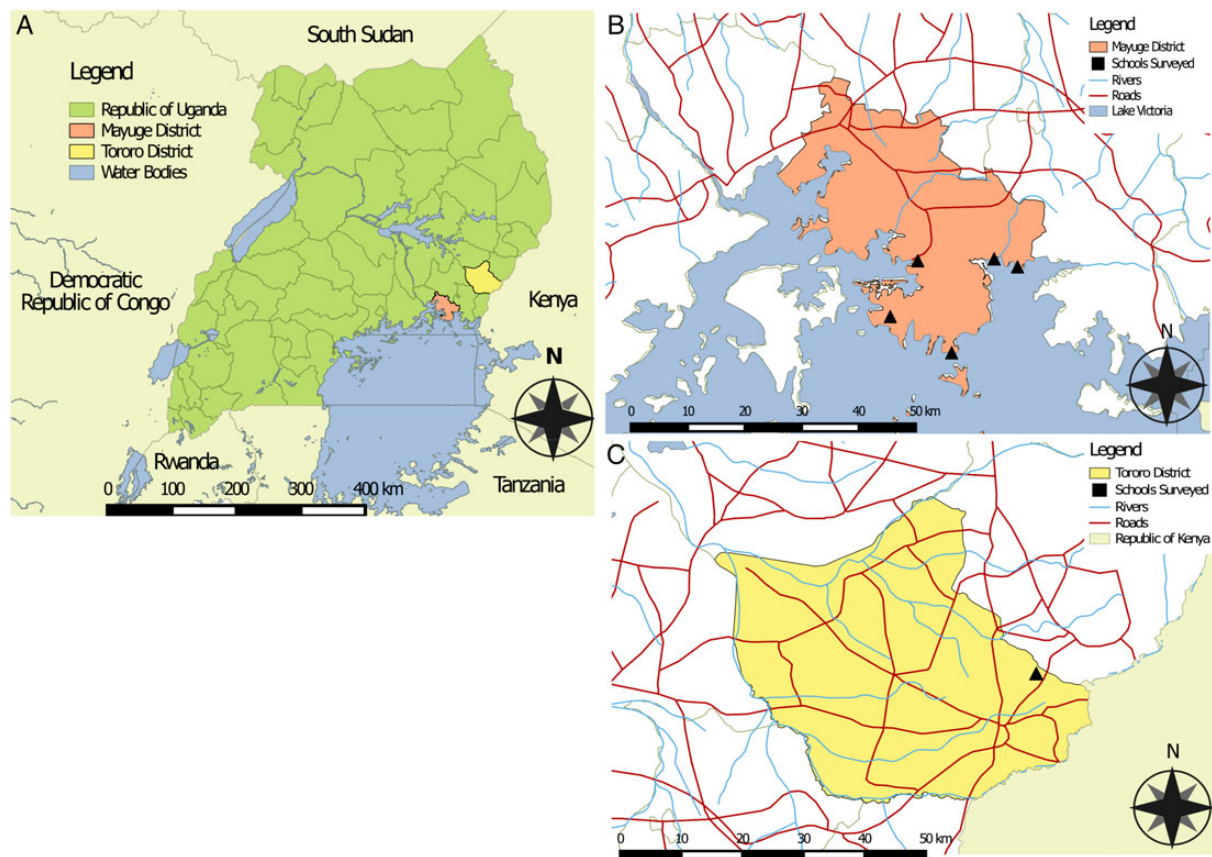 A
South Sudan
Legend
Republic of Uganda
Mayuge District
Tororo District
Water Bodies
Democratic
Republic of Congo
Kenya
N
Rwanda
Tanzania
0 100 200 300 400 km
B
Legend
Mayuge District
Schools Surveyed
Rivers
Roads
Lake Victoria
N
0 10 20 30 40 50 km
C
Legend
Tororo District
Schools Surveyed
Rivers
Roads
Republic of Kenya
N
0 10 20 30 40 50 km